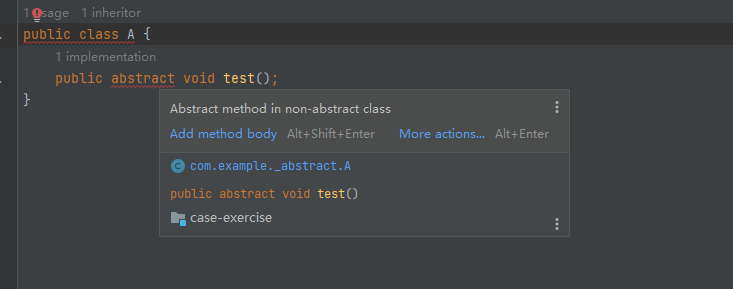 1 usage 1 inheritor
public class A {
1 implementation
public abstract void test();
}
Abstract method in non-abstract class
Add method body Alt+Shift+Enter More actions... Alt+Enter
C com.example._abstract.A
public abstract void test()
case-exercise